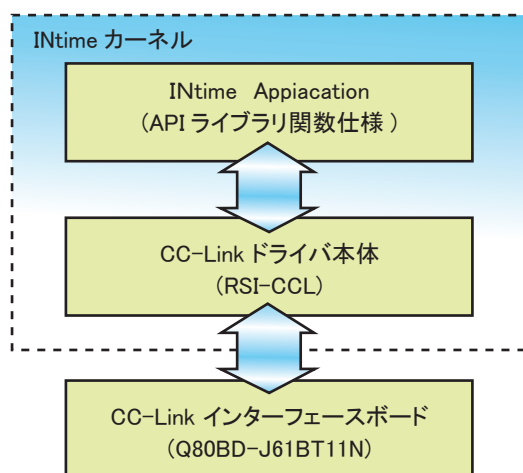 INtime カーネル
INtime Appiacation
(API ライブラリ関数仕様 )
CC-Link ドライバ本体
(RSI-CCL)
CC-Link インターフェースボード
(Q80BD-J61BT11N)